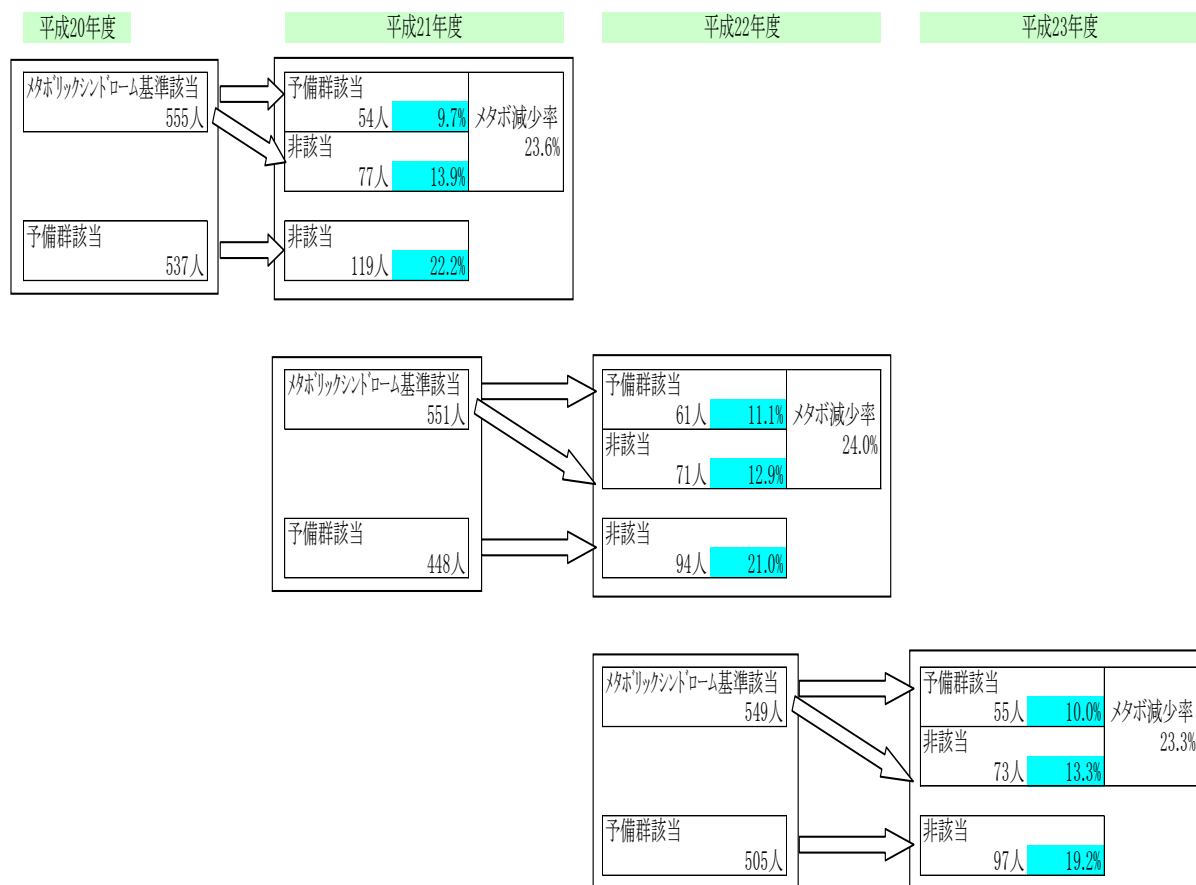 平成20年度
平成21年度
平成22年度
平成23年度
ﾒﾀﾎﾞﾘｯｸｼﾝﾄﾞﾛｰﾑ基準該当
555人
予備群該当
54人 9.7%
非該当
77人 13.9%
メタボ減少率
23.6%
予備群該当
537人
非該当
119人 22.2%
ﾒﾀﾎﾞﾘｯｸｼﾝﾄﾞﾛｰﾑ基準該当
551人
予備群該当
61人 11.1%
非該当
71人 12.9%
メタボ減少率
24.0%
予備群該当
448人
非該当
94人 21.0%
ﾒﾀﾎﾞﾘｯｸｼﾝﾄﾞﾛｰﾑ基準該当
549人
予備群該当
55人 10.0%
非該当
73人 13.3%
メタボ減少率
23.3%
予備群該当
505人
非該当
97人 19.2%